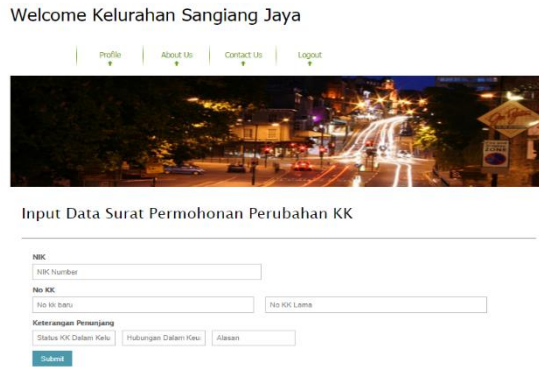 Welcome Kelurahan Sangiang Jaya
Profile About Us Contact Us Logout
Input Data Surat Permohonan Perubahan KK
NIK
NIK Number
No KK
No kk baru No KK Lama
Keterangan Penunjang
Status KK Dalam Kelu Hubungan Dalam Keu Alasan
Submit